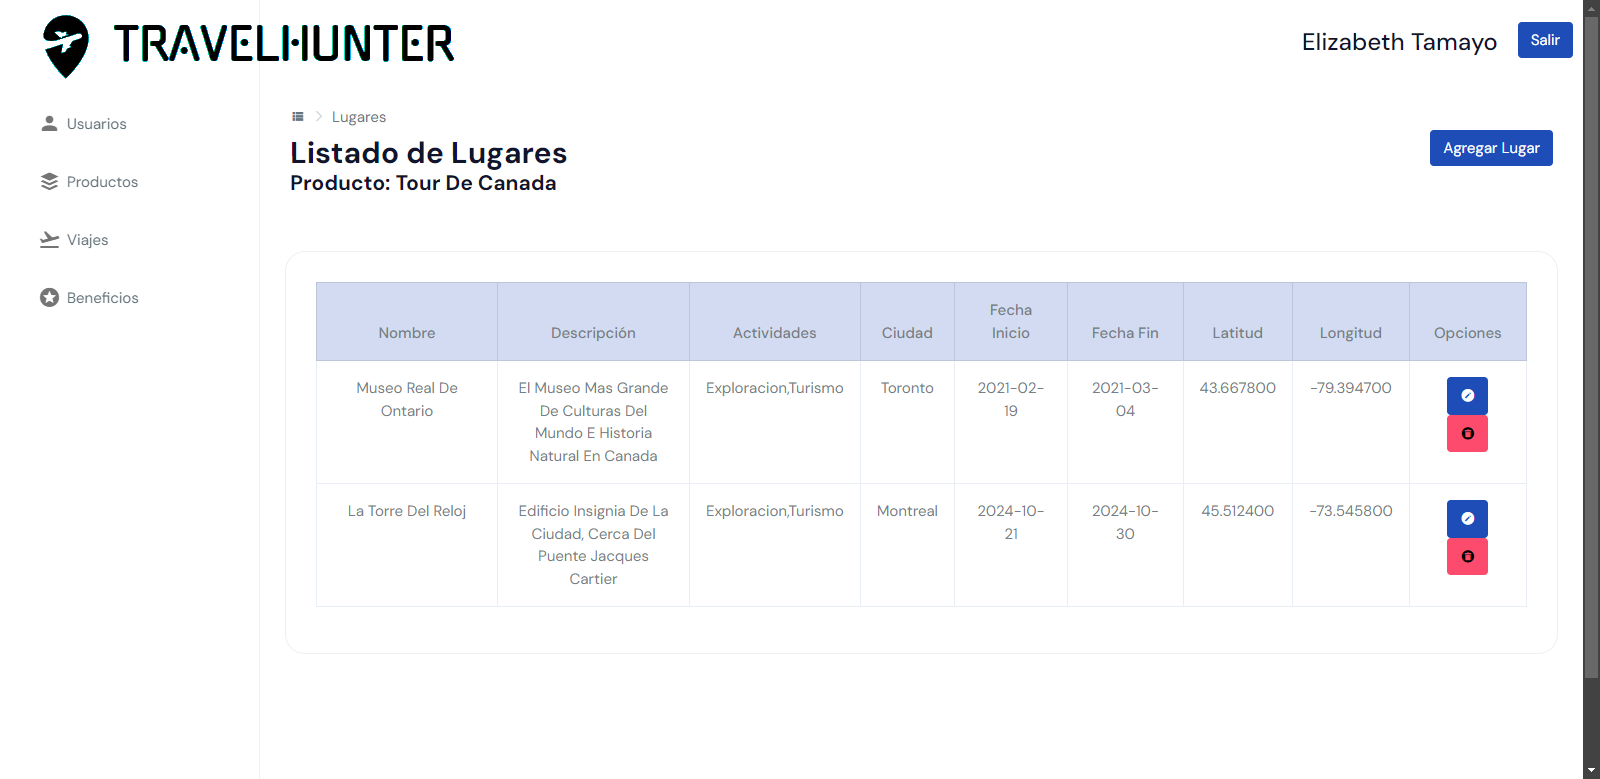 TRAVELHUNTER
Elizabeth Tamayo
Salir
Usuarios
Productos
Viajes
Beneficios
Lugares
Listado de Lugares
Producto: Tour De Canada
Agregar Lugar
Nombre Descripción Actividades Ciudad Fecha Inicio Fecha Fin Latitud Longitud Opciones
Museo Real De
Ontario
El Museo Mas Grande
De Culturas Del
Mundo E Historia
Natural En Canada
Exploracion,Turismo
Toronto
2021-02-
19
2021-03-
04
43.667800
-79.394700
La Torre Del Reloj
Edificio Insignia De La
Ciudad, Cerca Del
Puente Jacques
Cartier
Exploracion,Turismo
Montreal
2024-10-
21
2024-10-
30
45.512400
-73.545800